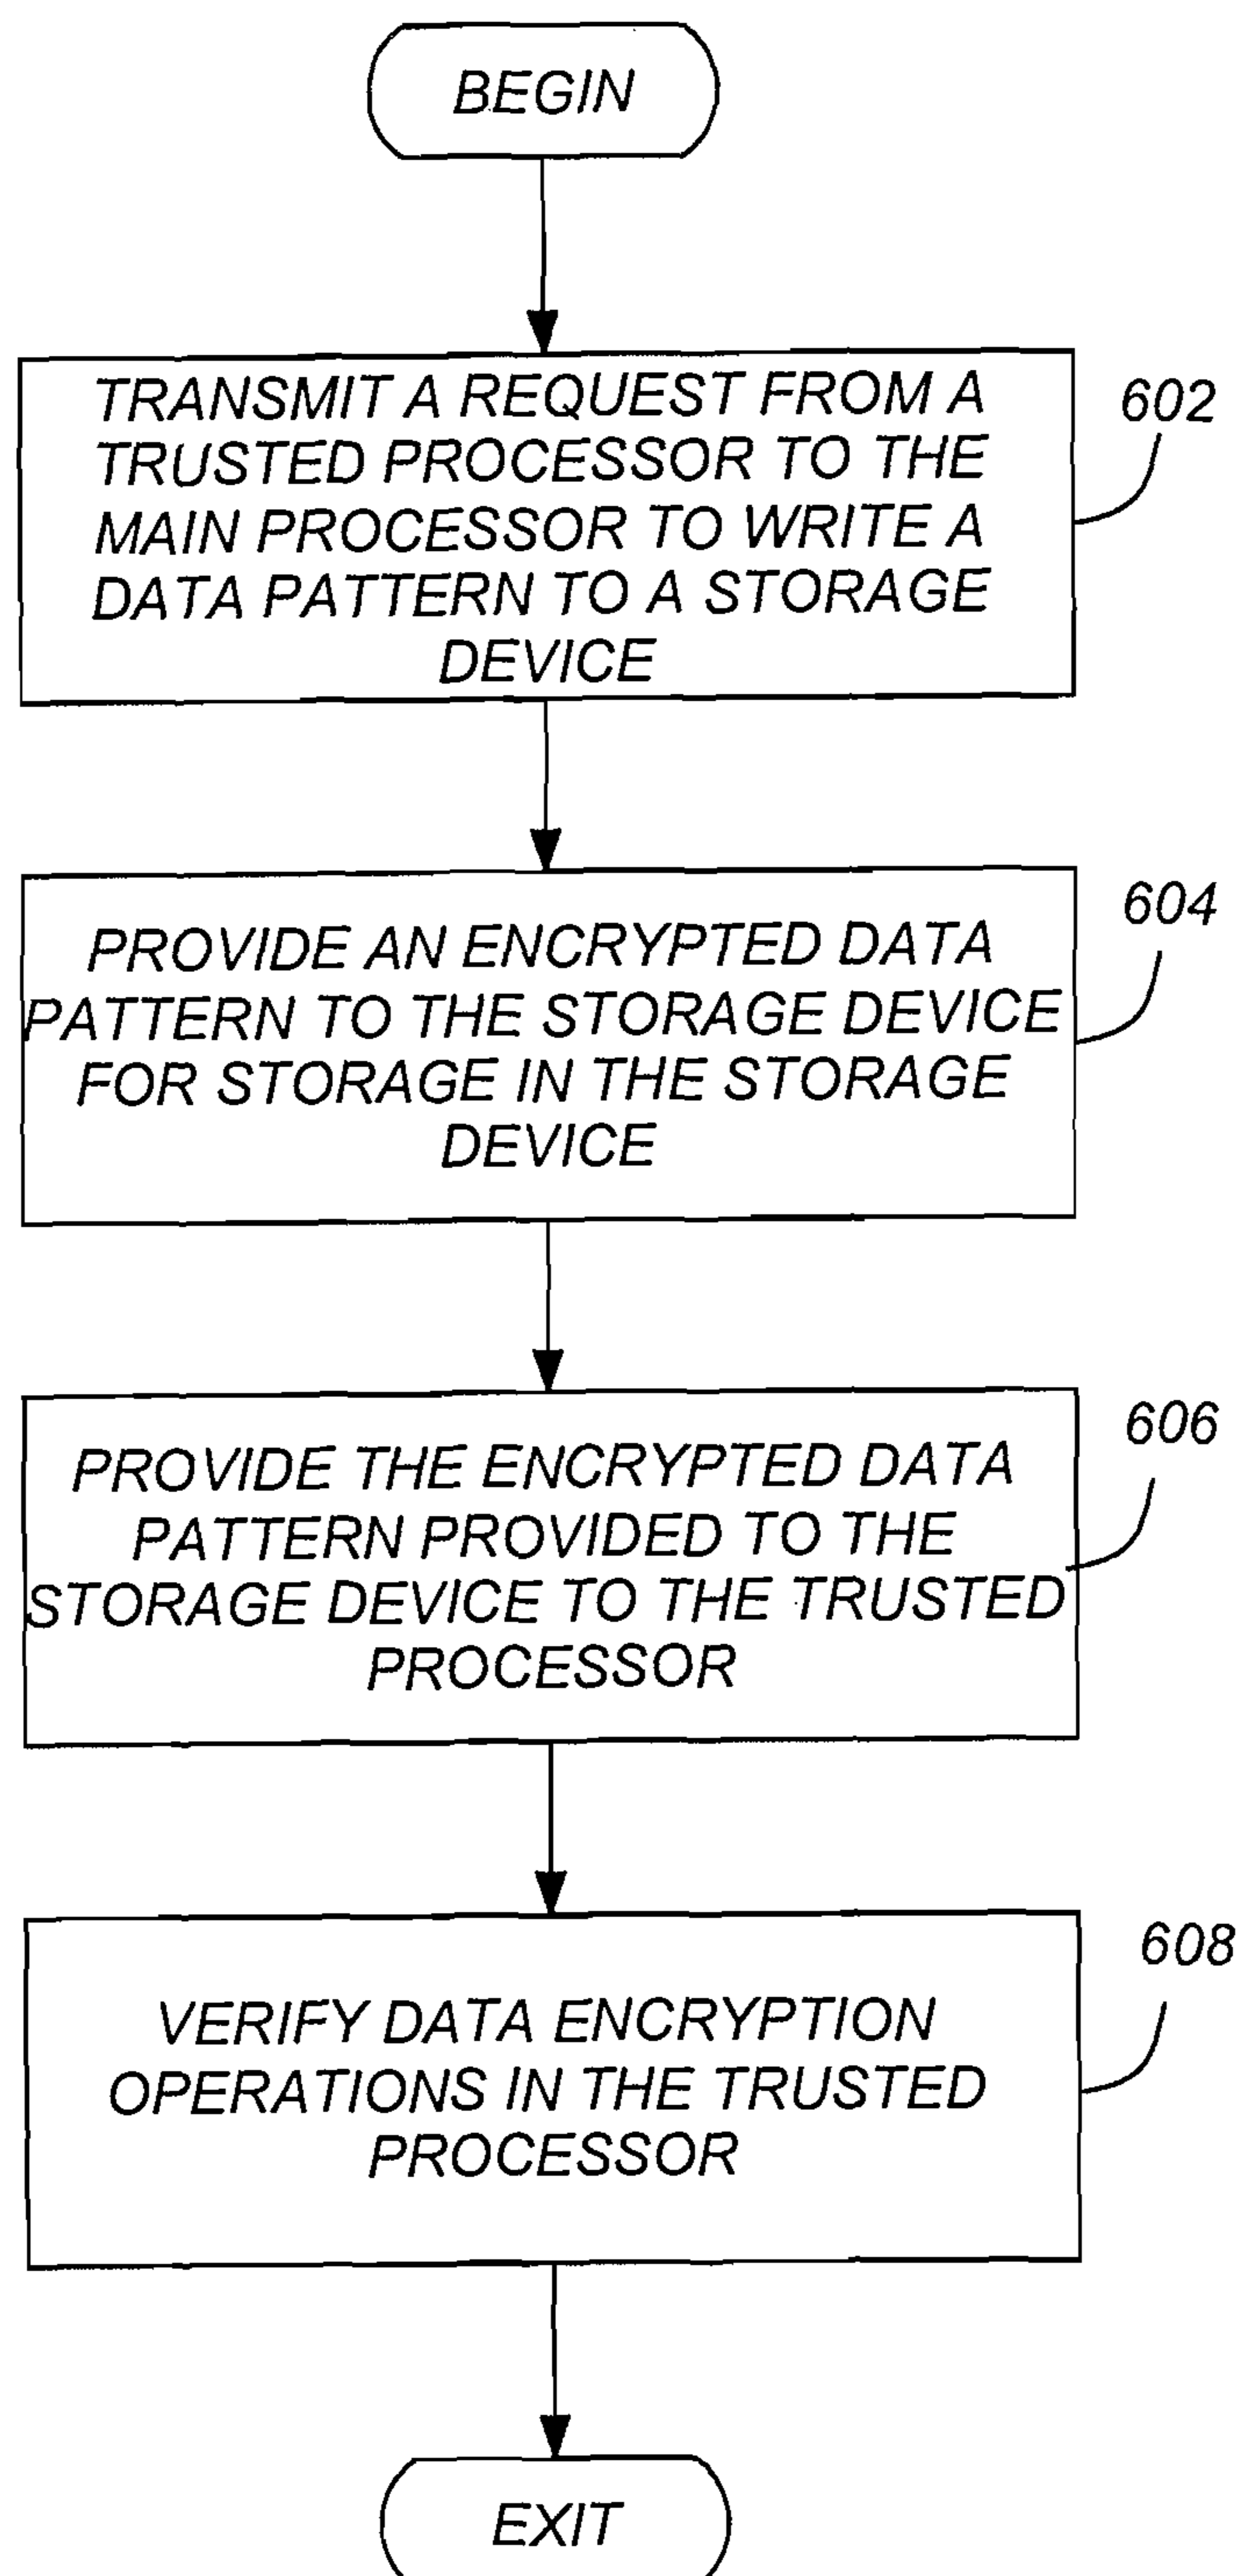 BEGIN
TRANSMIT A REQUEST FROM A
TRUSTED PROCESSOR TO THE
MAIN PROCESSOR TO WRITE A
DATA PATTERN TO A STORAGE
DEVICE
602
PROVIDE AN ENCRYPTED DATA
PATTERN TO THE STORAGE DEVICE
FOR STORAGE IN THE STORAGE
DEVICE
604
PROVIDE THE ENCRYPTED DATA
PATTERN PROVIDED TO THE
STORAGE DEVICE TO THE TRUSTED
PROCESSOR
606
VERIFY DATA ENCRYPTION
OPERATIONS IN THE TRUSTED
PROCESSOR
608
EXIT